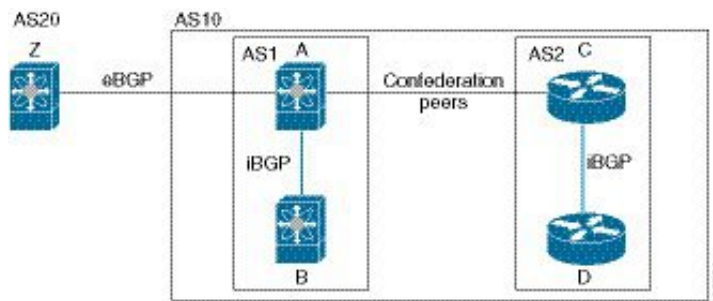 AS20
AS10
Z
AS1
A
AS2
C
eBGP
Confederation
peers
iBGP
iBGP
B
D